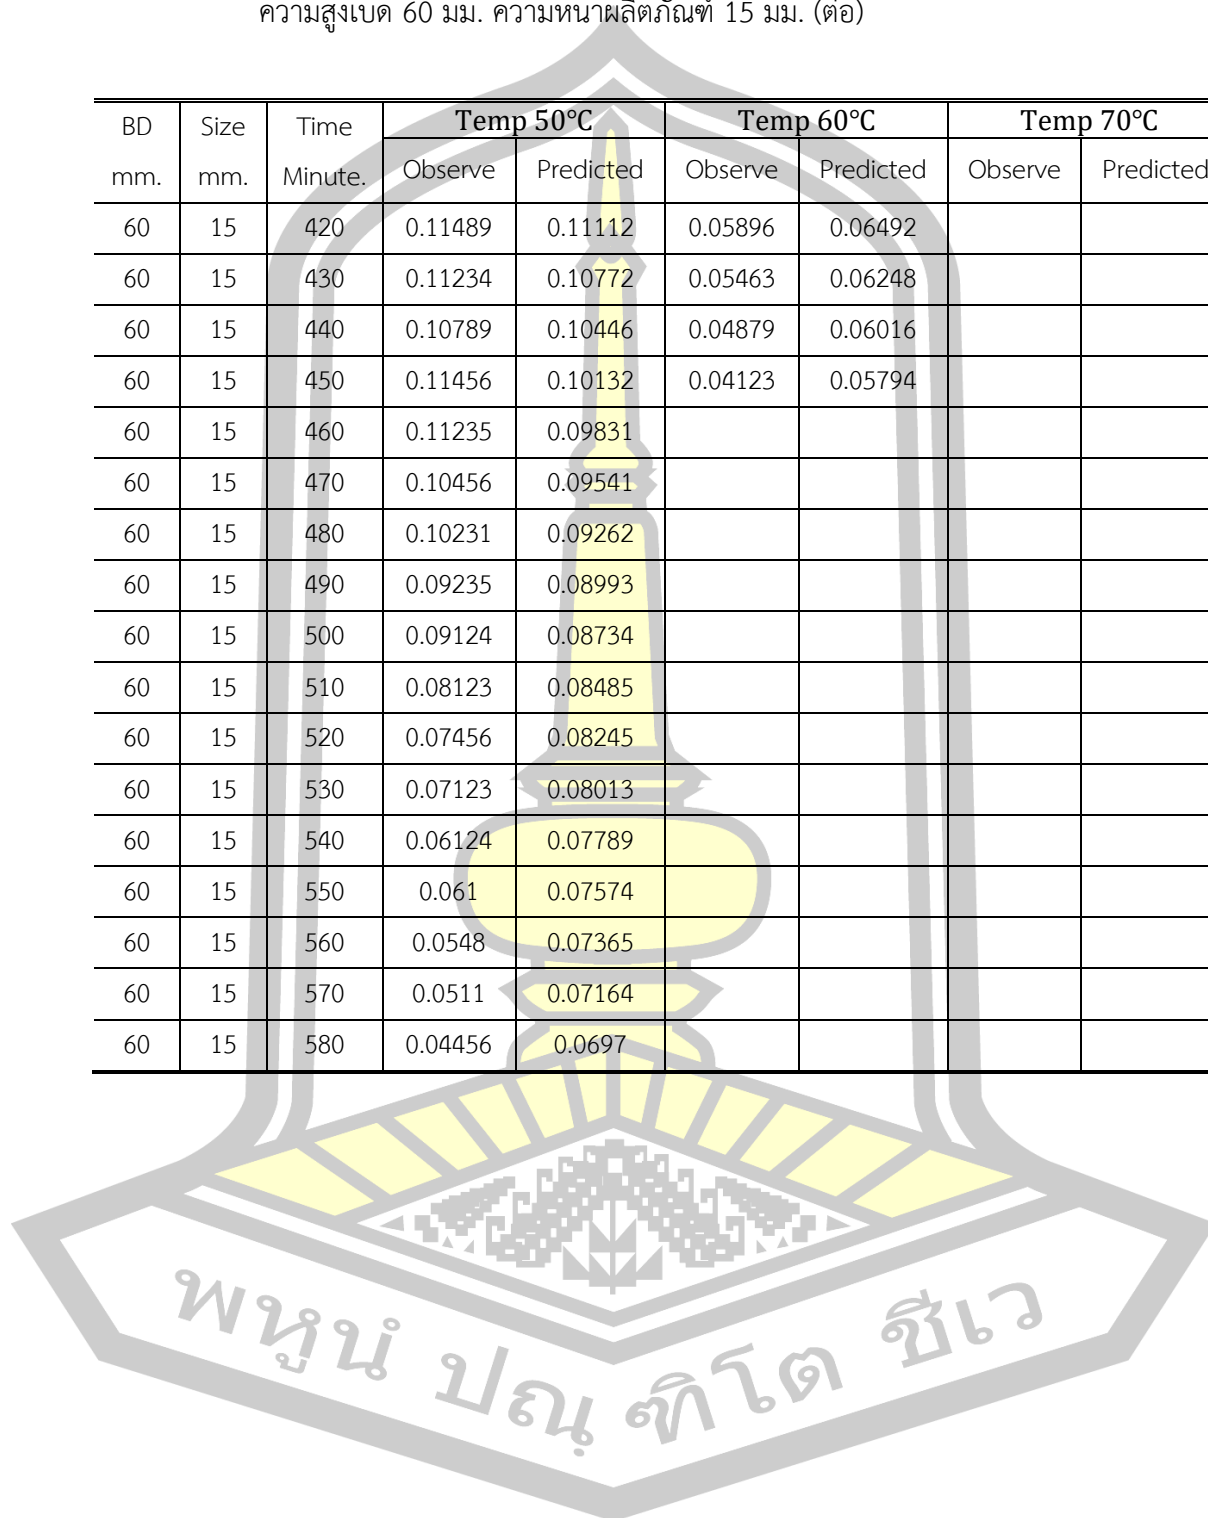 ความสูงเบด 60 มม. ความหนาผลิตภัณฑ์ 15 มม. (ต่อ)
BD Size Time Temp 50°C Temp 60°C Temp 70°C
mm. mm. Minute. Observe Predicted Observe Predicted Observe Predicted
60 15 420 0.11489 0.11112 0.05896 0.06492
60 15 430 0.11234 0.10772 0.05463 0.06248
60 15 440 0.10789 0.10446 0.04879 0.06016
60 15 450 0.11456 0.10132 0.04123 0.05794
60 15 460 0.11235 0.09831
60 15 470 0.10456 0.09541
60 15 480 0.10231 0.09262
60 15 490 0.09235 0.08993
60 15 500 0.09124 0.08734
60 15 510 0.08123 0.08485
60 15 520 0.07456 0.08245
60 15 530 0.07123 0.08013
60 15 540 0.06124 0.07789
60 15 550 0.061 0.07574
60 15 560 0.0548 0.07365
60 15 570 0.0511 0.07164
60 15 580 0.04456 0.0697
พหูนํ ปณฺฑิโต ชีเว